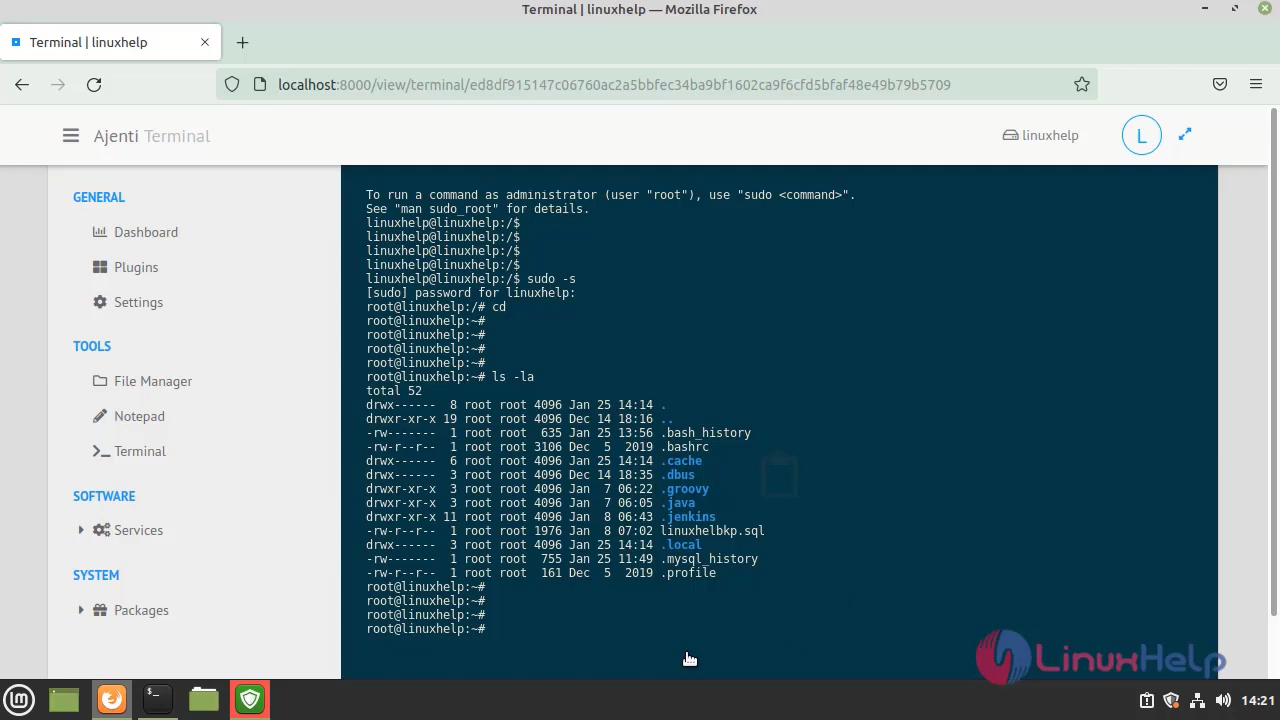 Terminal | linuxhelp — Mozilla Firefox
Terminal | linuxhelp
localhost:8000/view/terminal/ed8df915147c06760ac2a5bbfec34ba9bf1602ca9f6cfd5bfaf48e49b79b5709
Ajenti Terminal
linuxhelp
L
GENERAL
Dashboard
Plugins
Settings
TOOLS
File Manager
Notepad
Terminal
SOFTWARE
Services
SYSTEM
Packages
To run a command as administrator (user "root"), use "sudo <command>".
See "man sudo_root" for details.
linuxhelp@linuxhelp:/$
linuxhelp@linuxhelp:/$
linuxhelp@linuxhelp:/$
linuxhelp@linuxhelp:/$
linuxhelp@linuxhelp:/$ sudo -s
[sudo] password for linuxhelp:
root@linuxhelp:/# cd
root@linuxhelp:~#
root@linuxhelp:~#
root@linuxhelp:~#
root@linuxhelp:~#
root@linuxhelp:~# ls -la
total 52
drwx------  8 root root 4096 Jan 25 14:14 .
drwxr-xr-x 19 root root 4096 Dec 14 18:16 ..
-rw-------  1 root root  635 Jan 25 13:56 .bash_history
-rw-r--r--  1 root root 3106 Dec  5  2019 .bashrc
drwx------  6 root root 4096 Jan 25 14:14 .cache
drwx------  3 root root 4096 Dec 14 18:35 .dbus
drwxr-xr-x  3 root root 4096 Jan  7 06:22 .groovy
drwxr-xr-x  3 root root 4096 Jan  7 06:05 .java
drwxr-xr-x 11 root root 4096 Jan  8 06:43 .jenkins
-rw-r--r--  1 root root 1976 Jan  8 07:02 linuxhelbkp.sql
drwx------  3 root root 4096 Jan 25 14:14 .local
-rw-------  1 root root  755 Jan 25 11:49 .mysql_history
-rw-r--r--  1 root root  161 Dec  5  2019 .profile
root@linuxhelp:~#
root@linuxhelp:~#
root@linuxhelp:~#
root@linuxhelp:~#
LinuxHelp
14:21